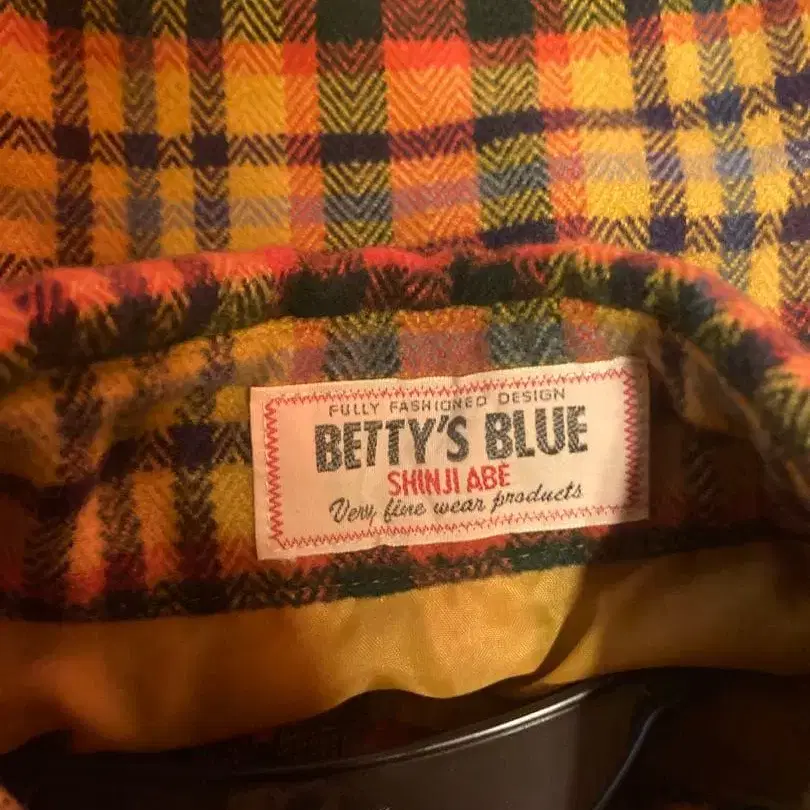 FULLY FASHIONED DESIGN
BETTY'S BLUE
SHINJI ABE
Very fine wear products